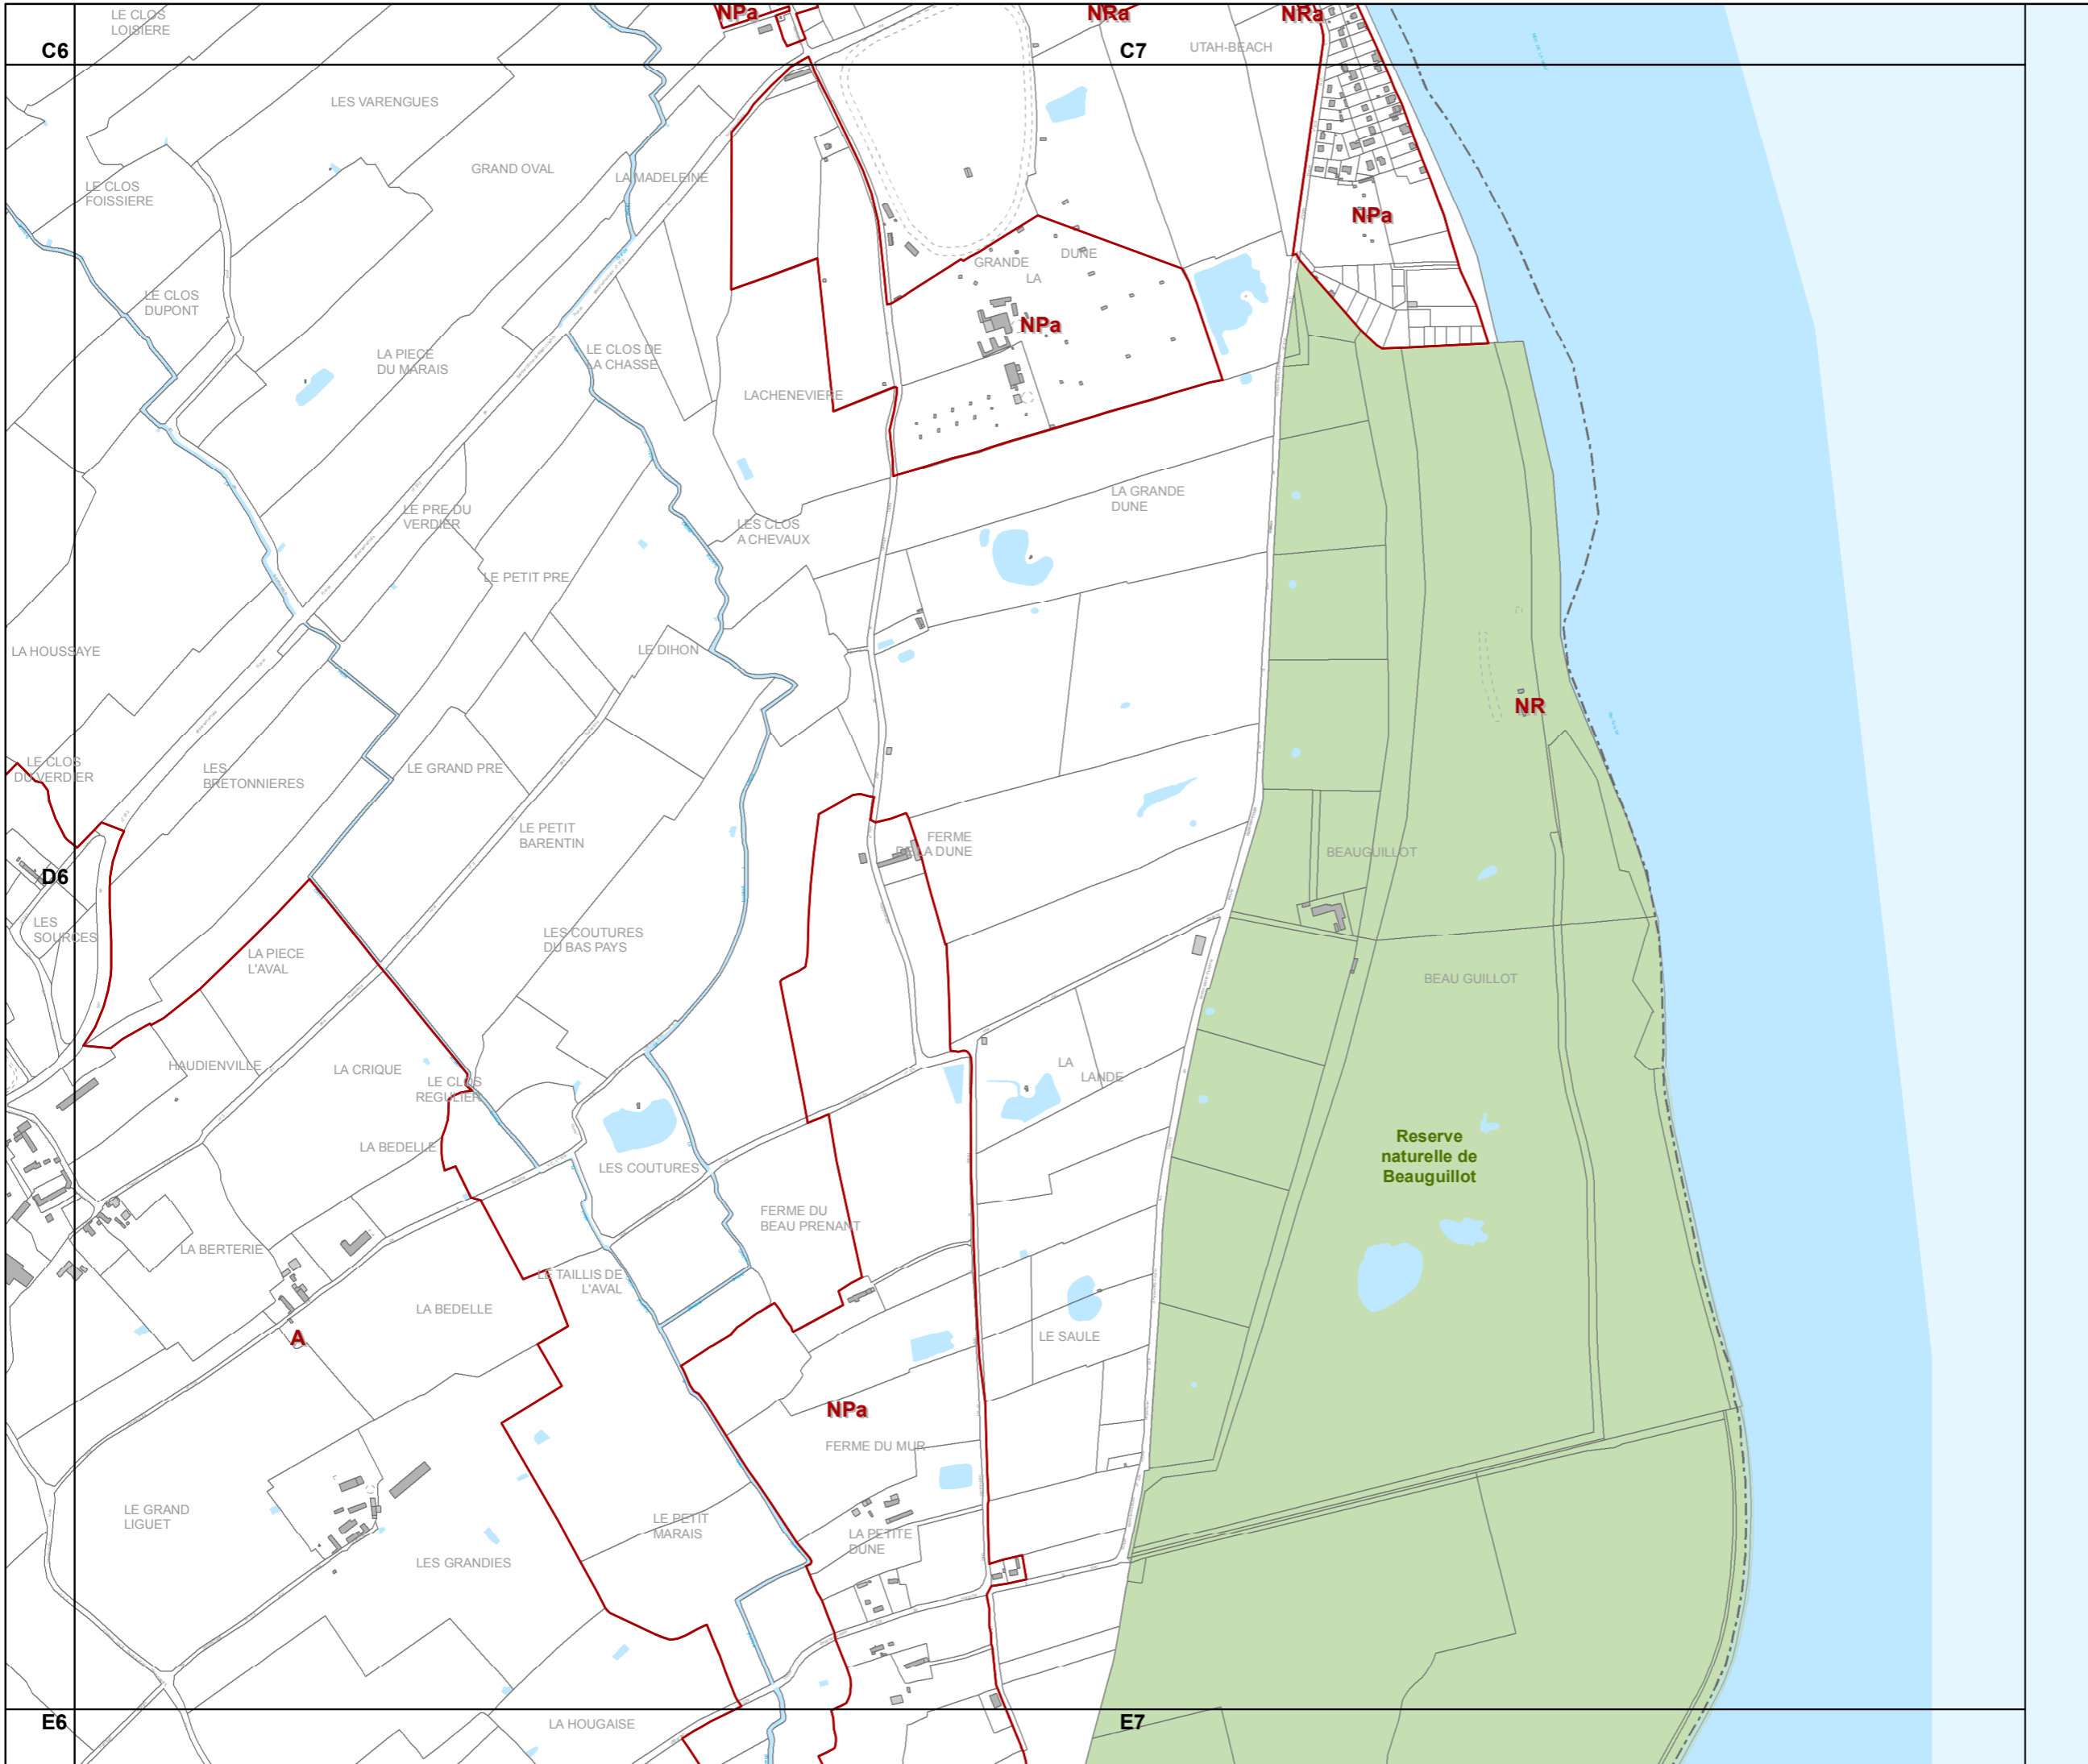 LE CLOS
LOISIERE
NPa
NRa
NRa
C6
C7
UTAH-BEACH
LES VARENGUES
GRAND OVAL
LA MADELEINE
LE CLOS
FOISSIERE
NPa
GRANDE
DUNE
LA
LE CLOS
DUPONT
NPa
LA PIECE
DU MARAIS
LE CLOS DE
LA CHASSE
LACHENEVIERE
LE PRE DU
VERDIER
LES CLOS
A CHEVAUX
LA GRANDE
DUNE
LE PETIT PRE
LA HOUSSAYE
LE DIHON
NR
LE CLOS
DU VERDIER
LES
BRETONNIERES
LE GRAND PRE
LE PETIT
BARENTIN
FERME
DE LA DUNE
BEAUGUILLOT
D6
LES
SOURCES
LA PIECE
L'AVAL
LES COUTURES
DU BAS PAYS
BEAU GUILLOT
HAUDIENVILLE
LA CRIQUE
LE CLOS
REGULIER
LA
LANDE
LA BEDELLE
LES COUTURES
Reserve
naturelle de
Beauguillot
FERME DU
BEAU PRENANT
LA BERTERIE
LE TAILLIS DE
L'AVAL
LA BEDELLE
A
LE SAULE
NPa
FERME DU MUR
LE GRAND
LIGUET
LE PETIT
MARAIS
LA PETITE
DUNE
LES GRANDIES
E6
LA HOUGAISE
E7